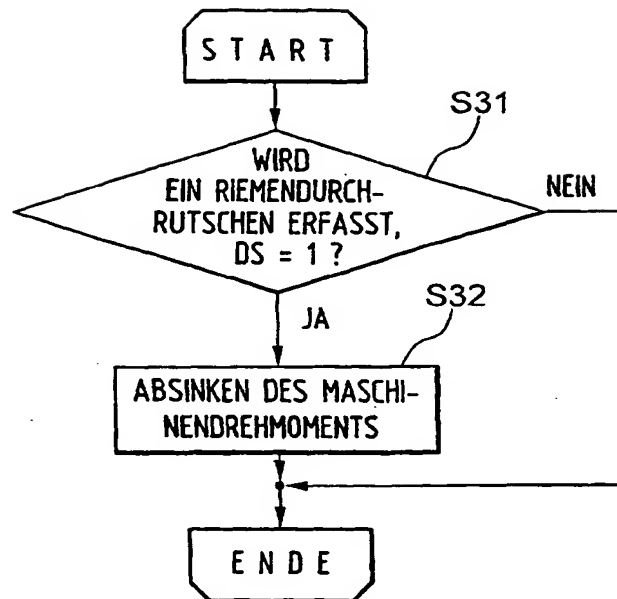 START
S31
WIRD
EIN RIEMENDURCH-
RUTSCHEN ERFASST,
DS = 1 ?
NEIN
JA
S32
ABSINKEN DES MASCHI-
NENDREHMOMENTS
ENDE